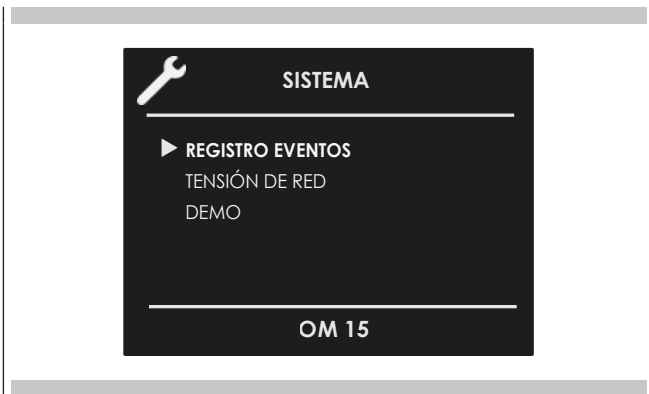 SISTEMA
REGISTRO EVENTOS
TENSIÓN DE RED
DEMO
OM 15